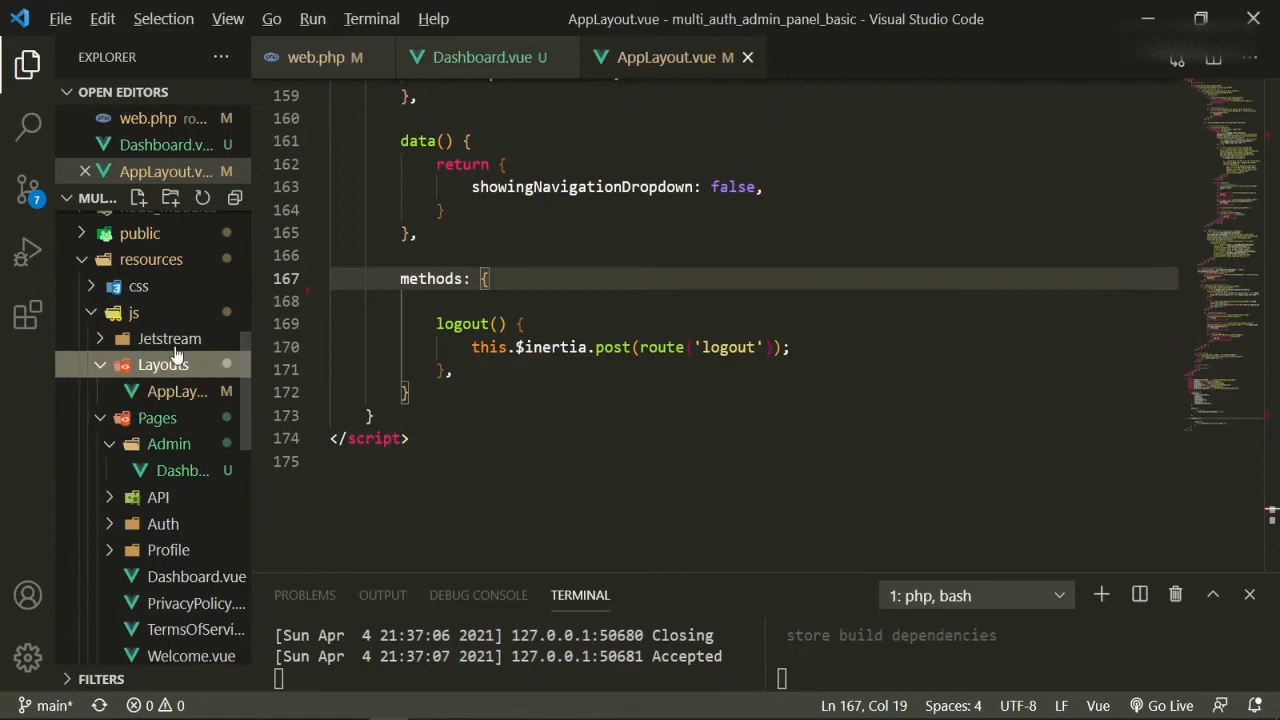 File Edit Selection View Go Run Terminal Help
AppLayout.vue - multi_auth_admin_panel_basic - Visual Studio Code
EXPLORER
web.php M
Dashboard.vue U
AppLayout.vue M
OPEN EDITORS
web.php ro... M
Dashboard.v... U
AppLayout.v... M
MUL...
public
resources
css
js
Jetstream
Layouts
AppLay... M
Pages
Admin
Dashb... U
API
Auth
Profile
Dashboard.vue
PrivacyPolicy....
TermsOfServi...
Welcome.vue
FILTERS
7
159 },
160
161 data() {
162 return {
163 showingNavigationDropdown: false,
164 }
165 },
166
167 methods: {
168
169 logout() {
170 this.$inertia.post(route('logout'));
171 },
172 }
173 }
174 </script>
175
PROBLEMS OUTPUT DEBUG CONSOLE TERMINAL
1: php, bash
[Sun Apr 4 21:37:06 2021] 127.0.0.1:50680 Closing
[Sun Apr 4 21:37:07 2021] 127.0.0.1:50681 Accepted
store build dependencies
main* 0 0
Ln 167, Col 19 Spaces: 4 UTF-8 LF Vue Go Live